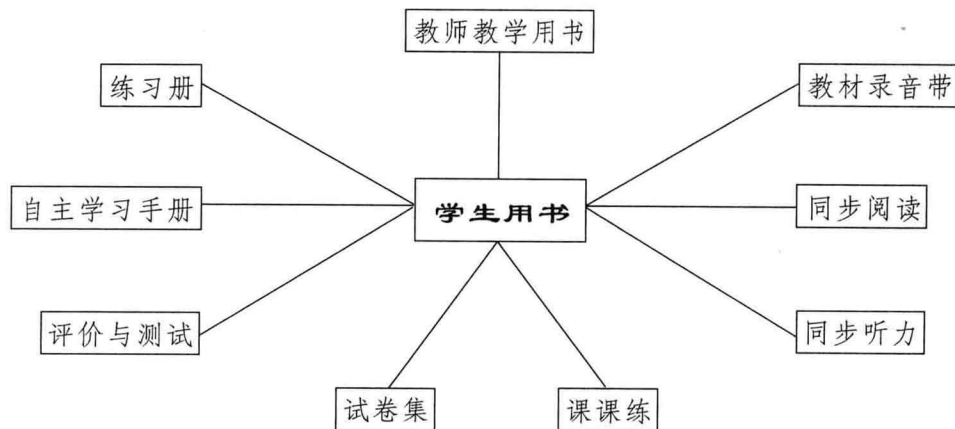 教师教学用书
练习册
教材录音带
自主学习手册
学生用书
同步阅读
评价与测试
同步听力
试卷集
课课练